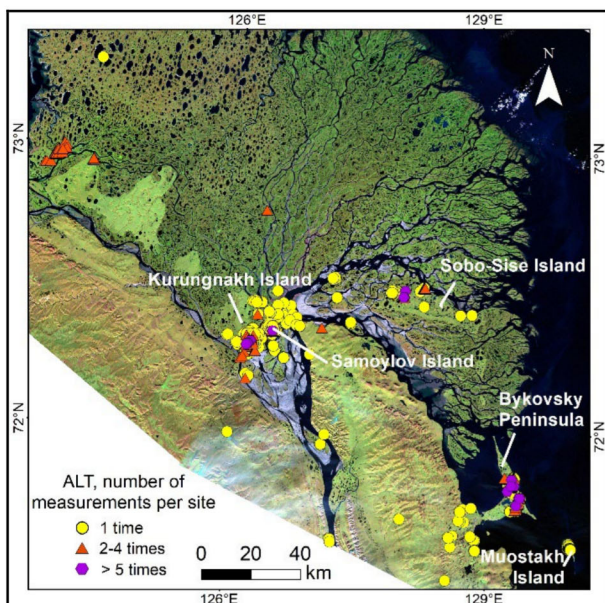 126°E 129°E
N
73°N 73°N
Sobo-Sise Island
Kurungnakh Island
Samoylov Island
72°N 72°N
Bykovsky
Peninsula
ALT, number of
measurements per site
1 time
2-4 times
> 5 times
0 20 40
km
Muostakh
Island
126°E 129°E